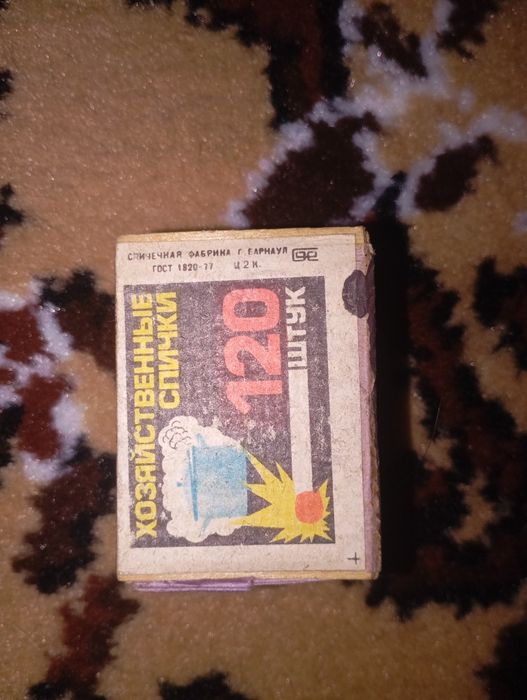 СПИЧЕЧНАЯ ФАБРИКА Г. БАРНАУЛ
ГОСТ 1820-77 Ц 2 К.
ХОЗЯЙСТВЕННЫЕ
СПИЧКИ
120
ШТУК